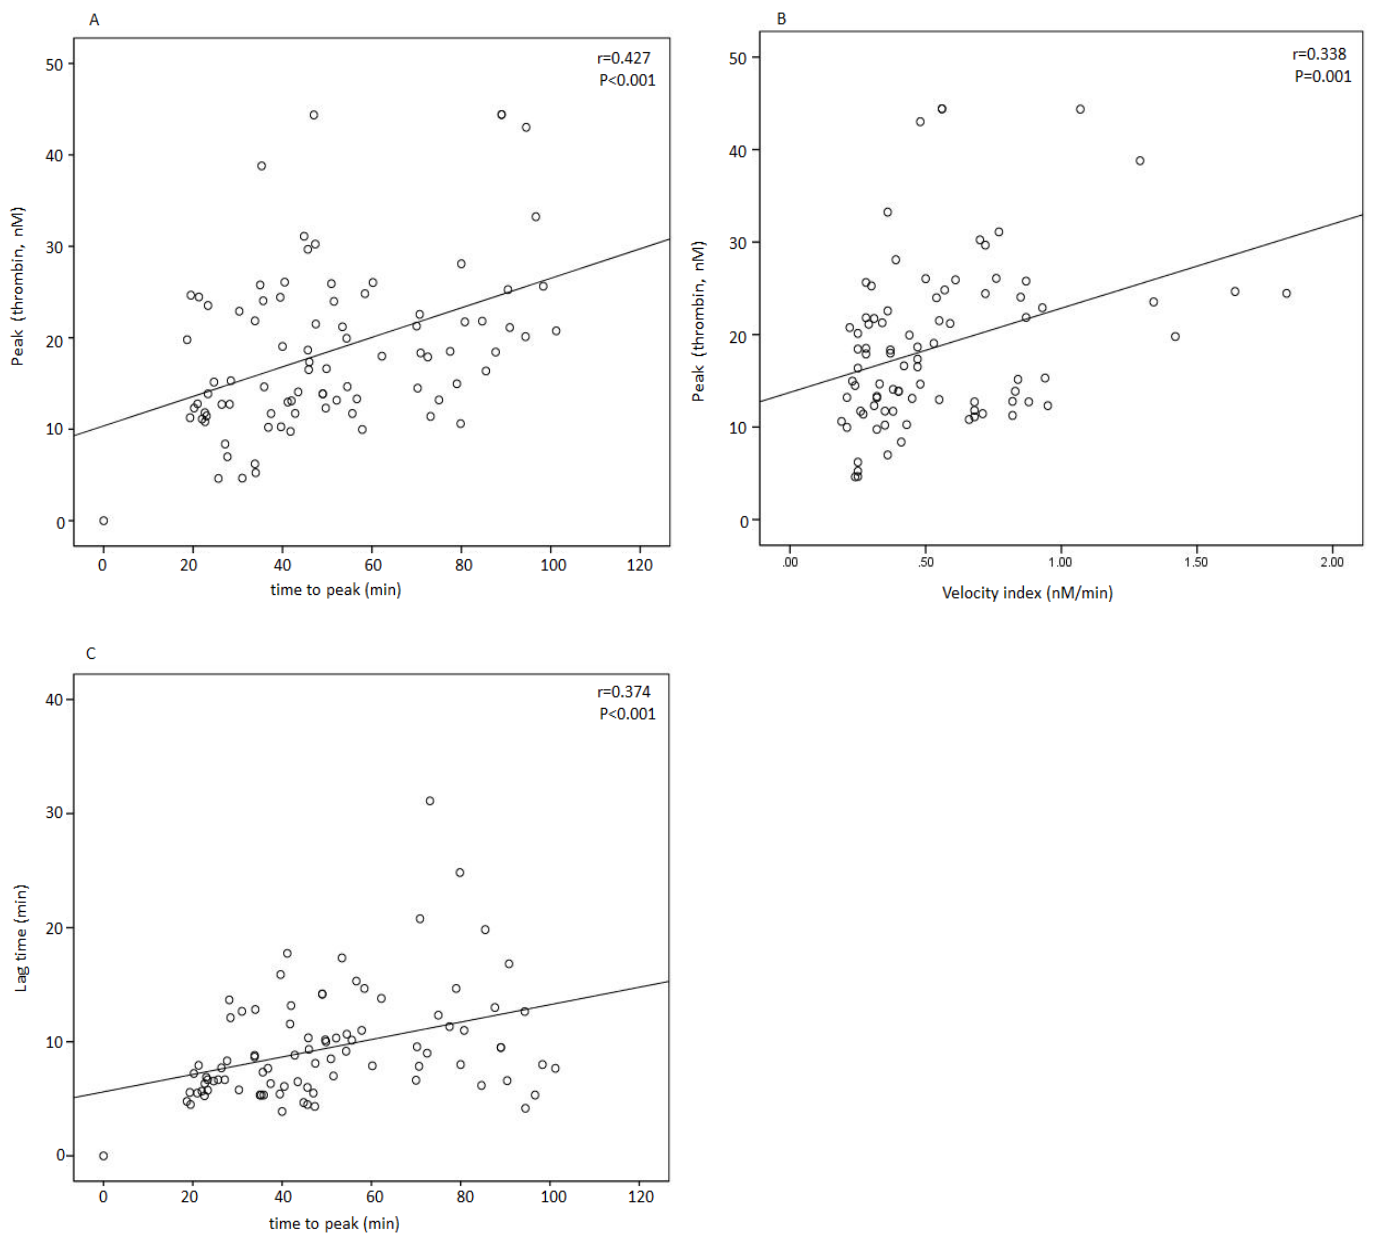 A
r=0.427
P<0.001
50
40
30
20
10
0
Peak (thrombin, nM)
0 20 40 60 80 100 120
time to peak (min)
B
r=0.338
P=0.001
50
40
30
20
10
0
Peak (thrombin, nM)
.00 .50 1.00 1.50 2.00
Velocity index (nM/min)
C
r=0.374
P<0.001
40
30
20
10
0
Lag time (min)
0 20 40 60 80 100 120
time to peak (min)